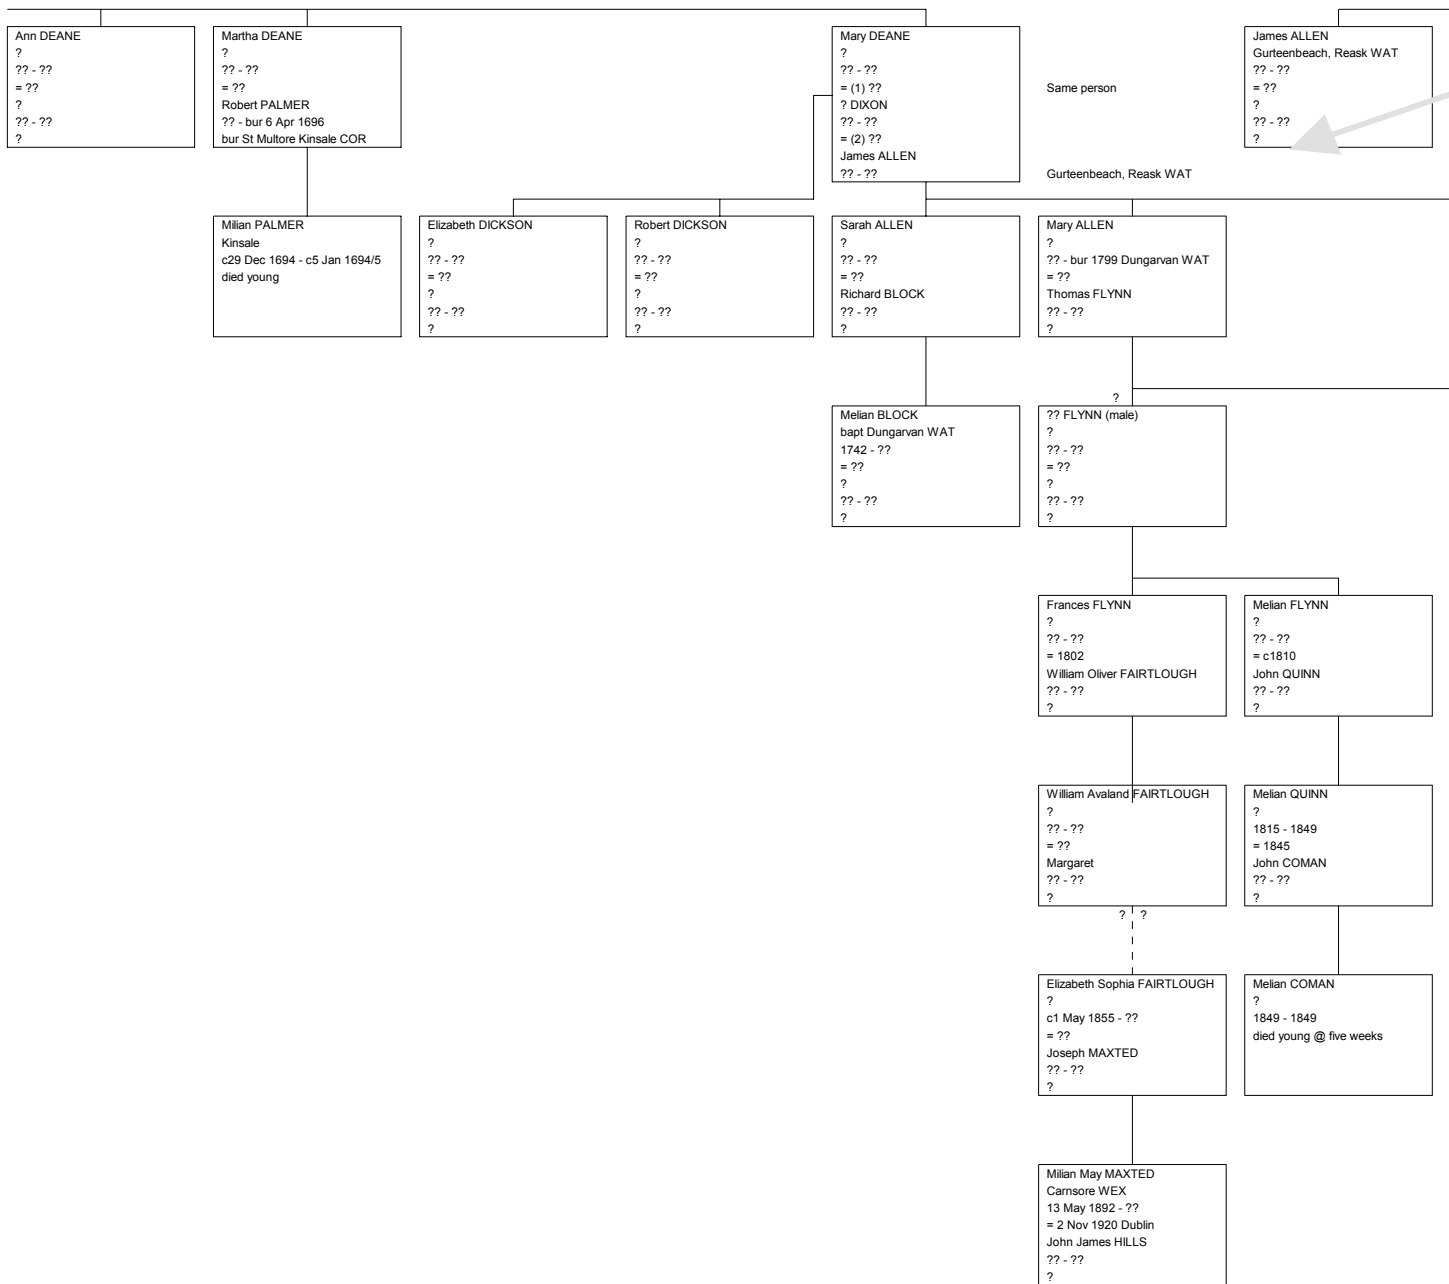 Ann DEANE
?
?? - ??
= ??
?
?? - ??
?
Martha DEANE
?
?? - ??
= ??
Robert PALMER
?? - bur 6 Apr 1696
bur St Multore Kinsale COR
Mary DEANE
?
?? - ??
= (1) ??
? DIXON
?? - ??
= (2) ??
James ALLEN
?? - ??
Same person
Gurteenbeach, Reask WAT
James ALLEN
Gurteenbeach, Reask WAT
?? - ??
= ??
?
?? - ??
?
Milian PALMER
Kinsale
c29 Dec 1694 - c5 Jan 1694/5
died young
Elizabeth DICKSON
?
?? - ??
= ??
?
?? - ??
?
Robert DICKSON
?
?? - ??
= ??
?
?? - ??
?
Sarah ALLEN
?
?? - ??
= ??
Richard BLOCK
?? - ??
?
Mary ALLEN
?
?? - bur 1799 Dungarvan WAT
= ??
Thomas FLYNN
?? - ??
?
Melian BLOCK
bapt Dungarvan WAT
1742 - ??
= ??
?
?? - ??
?
?
?? FLYNN (male)
?
?? - ??
= ??
?
?? - ??
?
Frances FLYNN
?
?? - ??
= 1802
William Oliver FAIRTLOUGH
?? - ??
?
Melian FLYNN
?
?? - ??
= c1810
John QUINN
?? - ??
?
William Avaland FAIRTLOUGH
?
?? - ??
= ??
Margaret
?? - ??
?
Melian QUINN
?
1815 - 1849
= 1845
John COMAN
?? - ??
?
? ?
Elizabeth Sophia FAIRTLOUGH
?
c1 May 1855 - ??
= ??
Joseph MAXTED
?? - ??
?
Melian COMAN
?
1849 - 1849
died young @ five weeks
Milian May MAXTED
Carnsore WEX
13 May 1892 - ??
= 2 Nov 1920 Dublin
John James HILLS
?? - ??
?